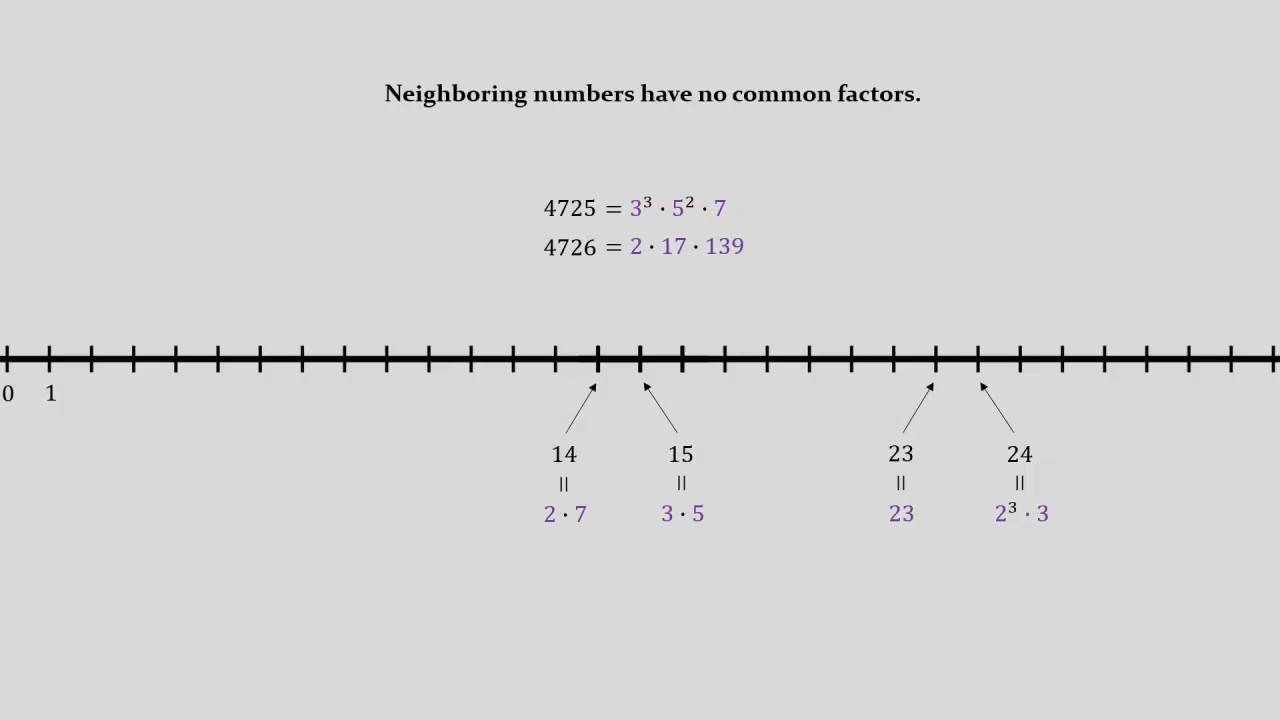 Neighboring numbers have no common factors.
4725 = 3³ · 5² · 7
4726 = 2 · 17 · 139
0 1
14 15 23 24
= = = =
2 · 7 3 · 5 23 2³ · 3